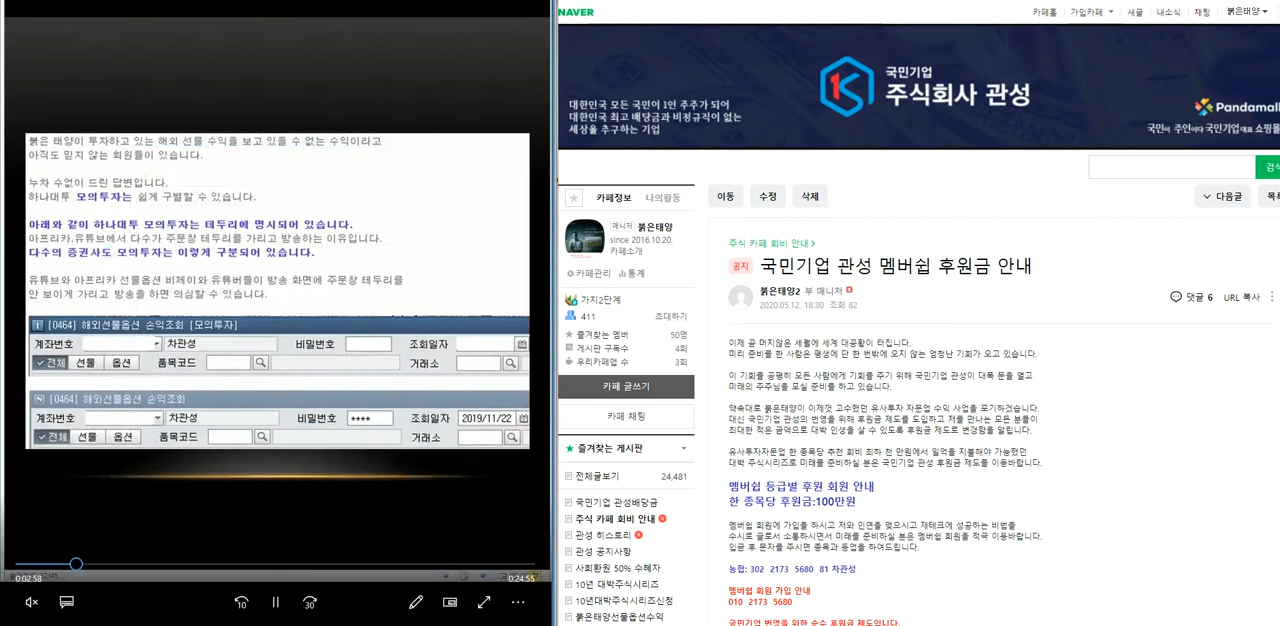 붉은 태양이 투자하고 있는 해외 선물 수익을 보고 있을 수 없는 수익이라고
아직도 믿지 않는 회원들이 있습니다.
누차 수없이 드린 답변입니다.
하나대투 모의투자는 쉽게 구별할 수 있습니다.
아래와 같이 하나대투 모의투자는 테두리에 명시되어 있습니다.
아프리카.유튜브에서 다수가 주문창 테두리를 가리고 방송하는 이유입니다.
다수의 증권사도 모의투자는 이렇게 구분되어 있습니다.
유튜브와 아프리카 선물옵션 비제이와 유튜버들이 방송 화면에 주문창 테두리를
안 보이게 가리고 방송을 하면 의심할 수 있습니다.
[0464] 해외선물옵션 손익조회 [모의투자]
계좌번호 차관성 비밀번호 조회일자
전체 선물 옵션 품목코드 거래소
[0464] 해외선물옵션 손익조회
계좌번호 차관성 비밀번호 **** 조회일자 2019/11/22
전체 선물 옵션 품목코드 거래소
0:02:58
0:24:55
10
30
NAVER
카페홈 가입카페 새글 내소식 채팅 붉은태양
대한민국 모든 국민이 1인 주주가 되어
대한민국 최고 배당금과 비정규직이 없는
세상을 추구하는 기업
국민기업
주식회사 관성
Pandamall
국민이 주인이다 국민기업 대표 쇼핑몰
카페정보 나의활동
매니저 붉은태양
since 2016.10.20.
카페소개
카페관리 통계
가지2단계
411 초대하기
즐겨찾는 멤버 50명
게시판 구독수 4회
우리카페앱 수 3회
카페 글쓰기
카페 채팅
즐겨찾는 게시판
전체글보기 24,481
국민기업 관성배당금
주식 카페 회비 안내
관성 히스토리
관성 공지사항
사회환원 50% 수혜자
10년 대박주식시리즈
10년대박주식시리즈신청
붉은태양선물옵션수익
이동 수정 삭제
다음글
주식 카페 회비 안내 >
공지 국민기업 관성 멤버쉽 후원금 안내
붉은태양2 부 매니저
2020.05.12. 18:30 조회 82
댓글 6 URL 복사
이제 곧 머지않은 세월에 세계 대공황이 터집니다.
미리 준비를 한 사람은 평생에 단 한 번밖에 오지 않는 엄청난 기회가 오고 있습니다.
이 기회를 공평히 모든 사람에게 기회를 주기 위해 국민기업 관성이 대폭 문을 열고
미래의 주주님을 모실 준비를 하고 있습니다.
약속대로 붉은태양이 이제껏 고수했던 유사투자 자문업 수익 사업을 포기하겠습니다.
대신 국민기업 관성의 번영을 위해 후원금 제도를 도입하고 저를 만나는 모든 분들이
최대한 적은 금액으로 대박 인생을 살 수 있도록 후원금 제도로 변경함을 알립니다.
유사투자자문업 한 종목당 추천 회비 최하 천 만원에서 일억을 지불해야 가능했던
대박 주식시리즈로 미래를 준비하실 분은 국민기업 관성 후원금 제도를 이용바랍니다.
멤버쉽 등급별 후원 회원 안내
한 종목당 후원금:100만원
멤버쉽 회원에 가입을 하시고 저와 인연을 맺으시고 재테크에 성공하는 비법을
수시로 글로서 소통하시면서 미래를 준비하실 분은 멤버쉽 회원을 적극 이용바랍니다.
입금 후 문자를 주시면 종목과 등업을 하여드립니다.
농협: 302 2173 5680 81 차관성
멤버쉽 회원 가입 안내
010 2173 5680
국민기업 번영을 위한 순수 후원금 제도입니다.